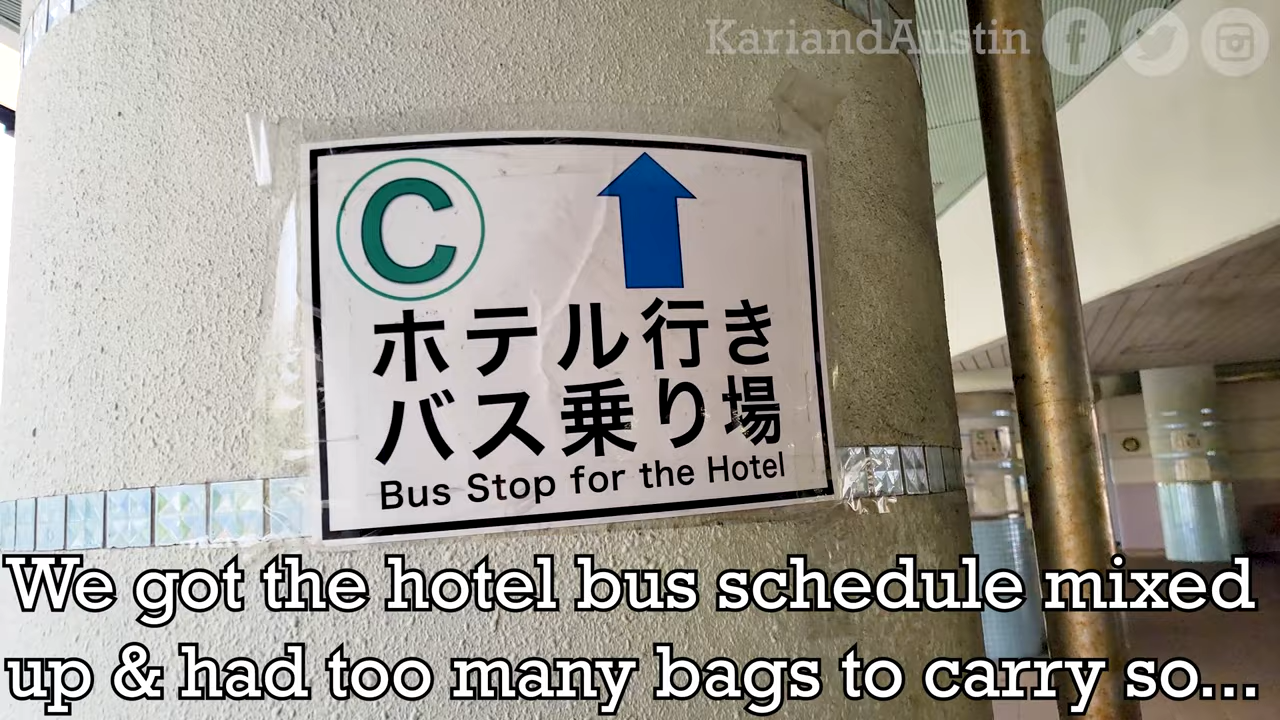 KariandAustin
C
ホテル行き
バス乗り場
Bus Stop for the Hotel
We got the hotel bus schedule mixed
up & had too many bags to carry so...